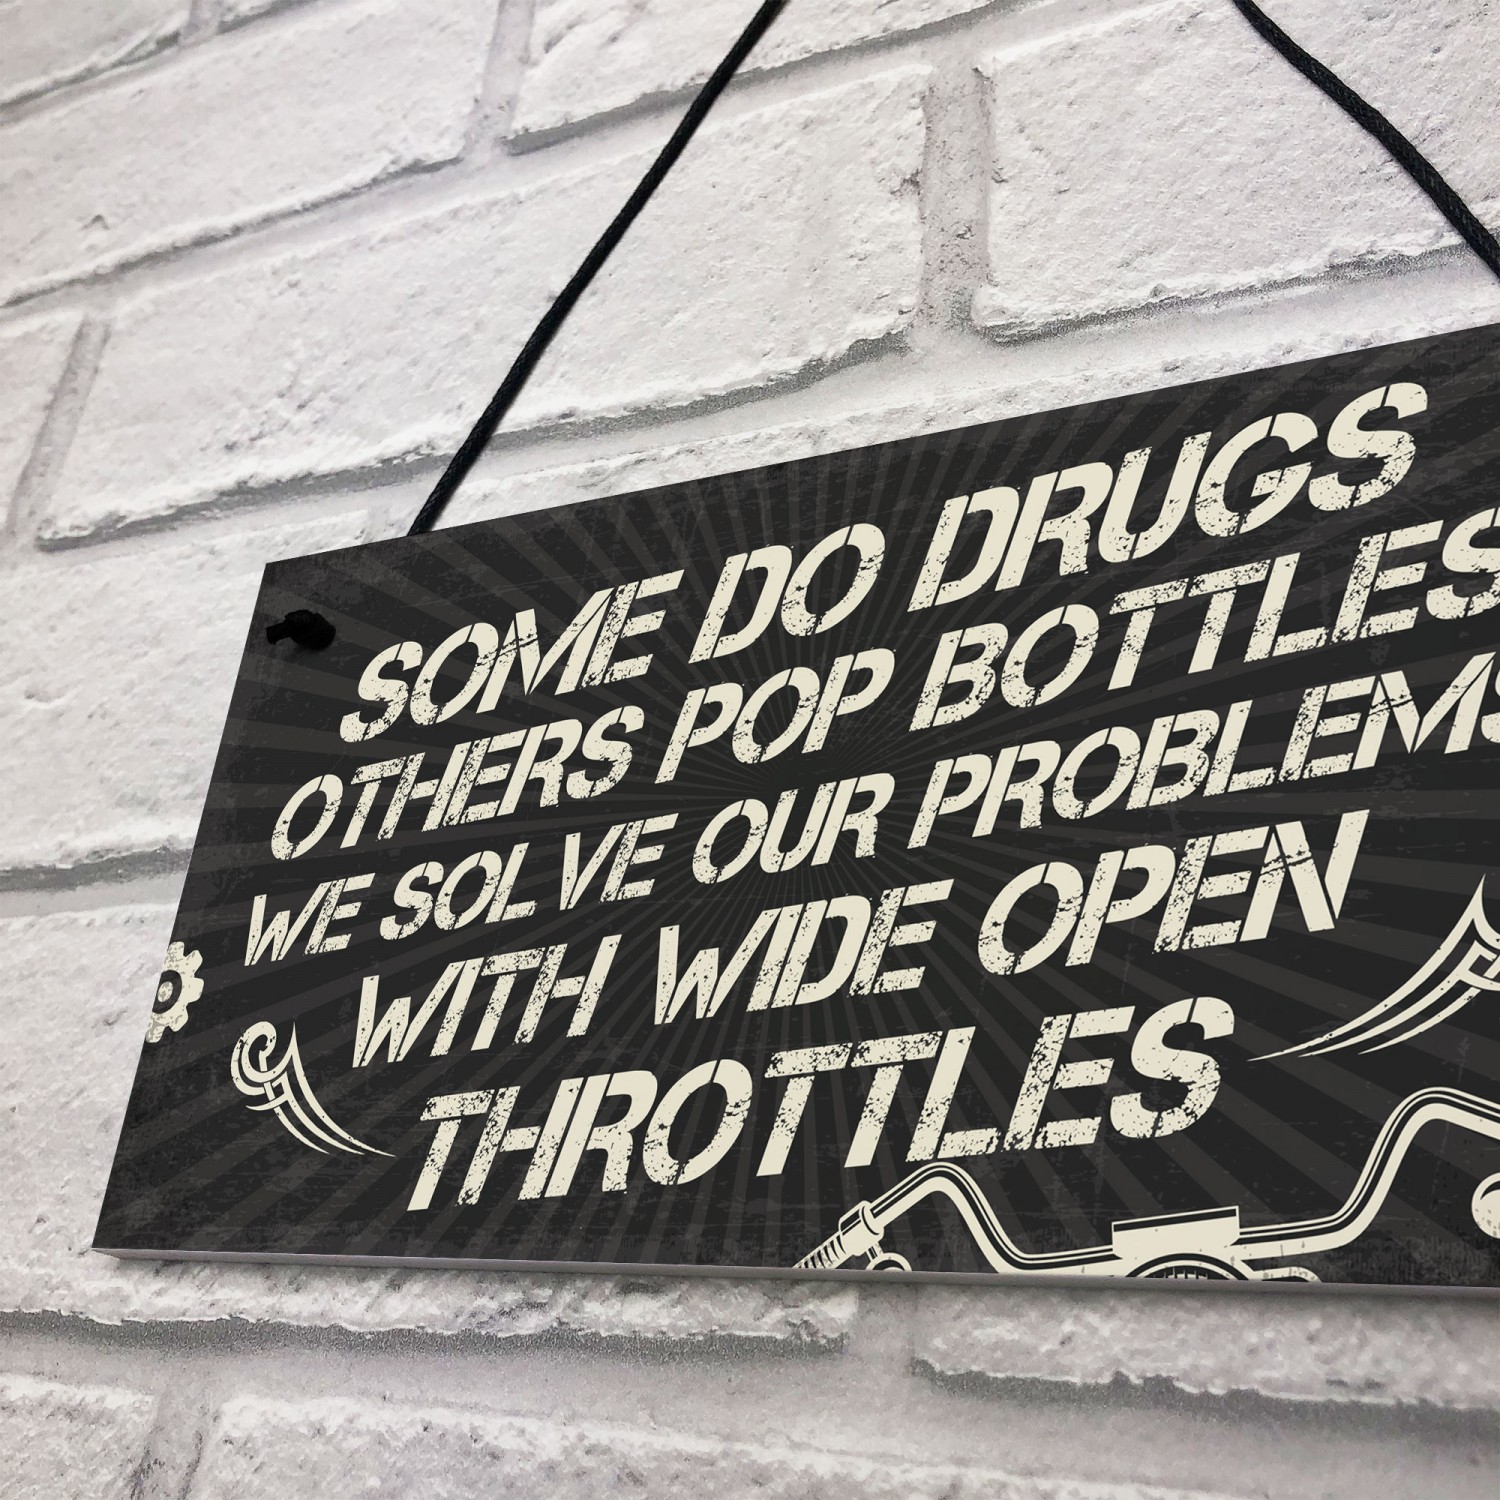 SOME DO DRUGS
OTHERS POP BOTTLES
WE SOLVE OUR PROBLEMS
WITH WIDE OPEN
THROTTLES